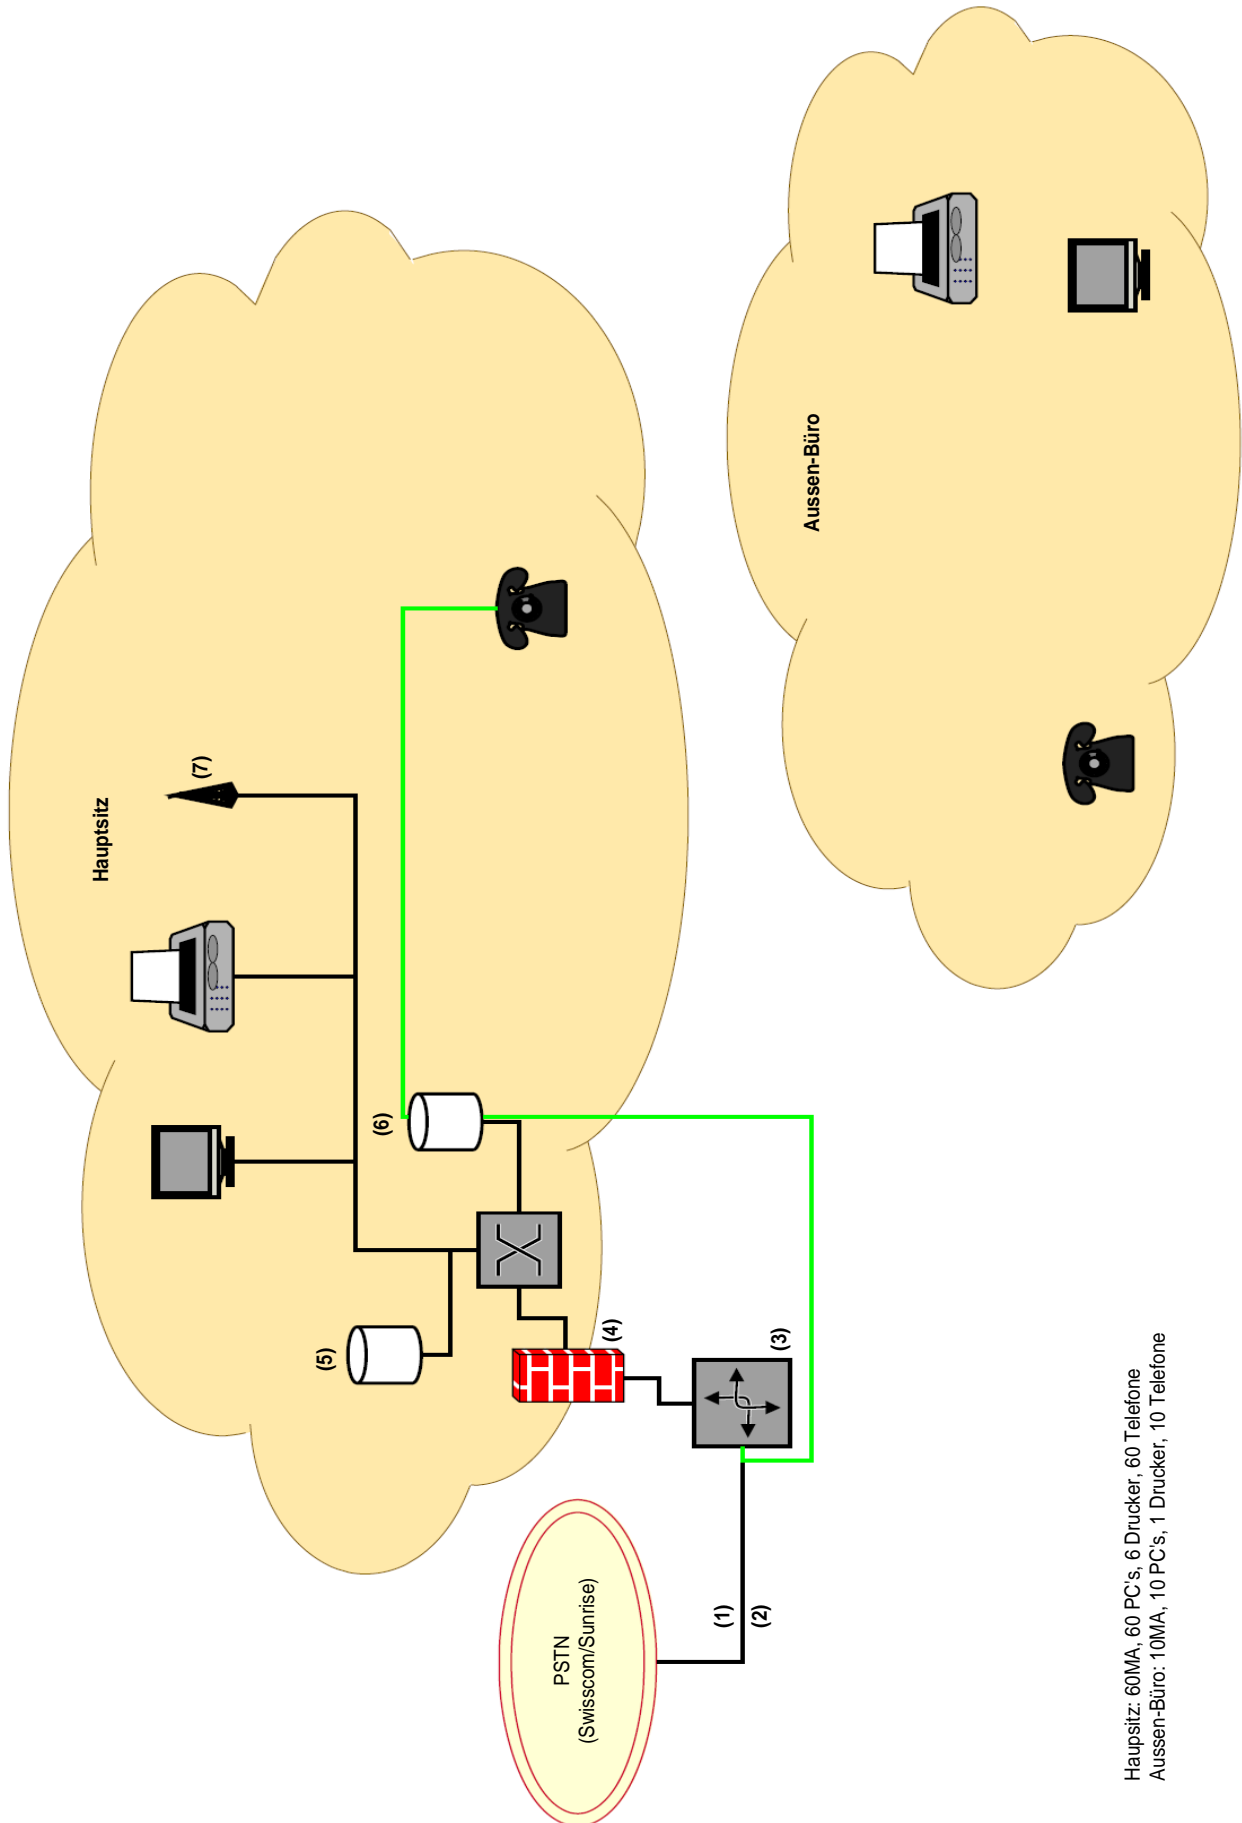 Hauptsitz
(7)
(6)
(5)
(4)
(3)
(1)
(2)
PSTN
(Swisscom/Sunrise)
Aussen-Büro
Haupsitz: 60MA, 60 PC's, 6 Drucker, 60 Telefone
Aussen-Büro: 10MA, 10 PC's, 1 Drucker, 10 Telefone